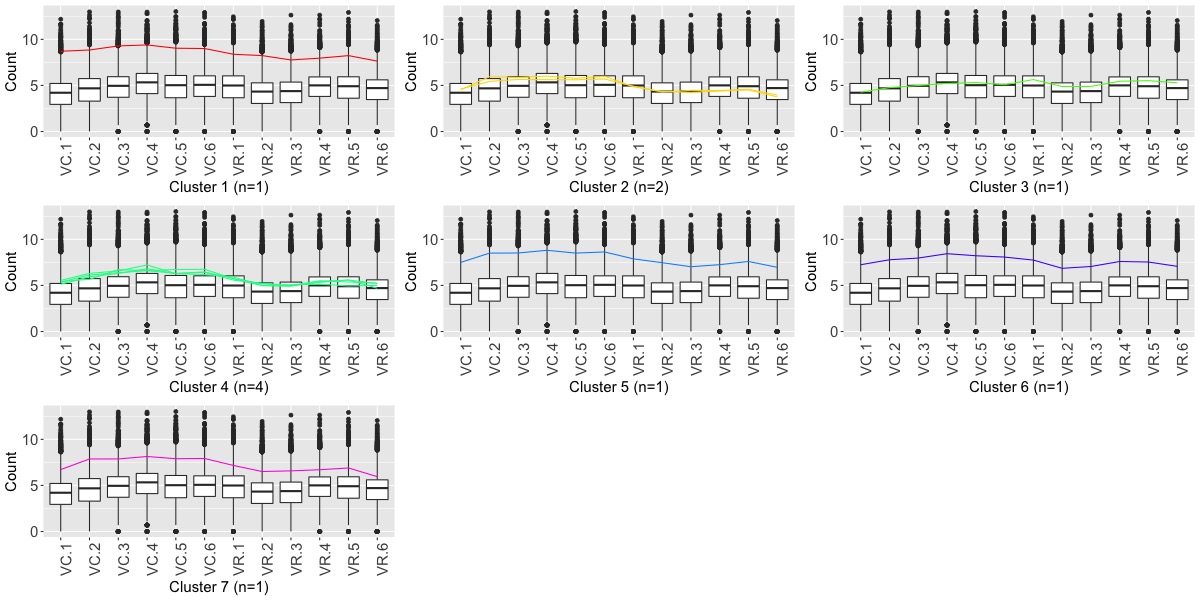 Count
10
5
0
VC.1 VC.2 VC.3 VC.4 VC.5 VC.6 VR.1 VR.2 VR.3 VR.4 VR.5 VR.6
Cluster 1 (n=1)
Count
10
5
0
VC.1 VC.2 VC.3 VC.4 VC.5 VC.6 VR.1 VR.2 VR.3 VR.4 VR.5 VR.6
Cluster 2 (n=2)
Count
10
5
0
VC.1 VC.2 VC.3 VC.4 VC.5 VC.6 VR.1 VR.2 VR.3 VR.4 VR.5 VR.6
Cluster 3 (n=1)
Count
10
5
0
VC.1 VC.2 VC.3 VC.4 VC.5 VC.6 VR.1 VR.2 VR.3 VR.4 VR.5 VR.6
Cluster 4 (n=4)
Count
10
5
0
VC.1 VC.2 VC.3 VC.4 VC.5 VC.6 VR.1 VR.2 VR.3 VR.4 VR.5 VR.6
Cluster 5 (n=1)
Count
10
5
0
VC.1 VC.2 VC.3 VC.4 VC.5 VC.6 VR.1 VR.2 VR.3 VR.4 VR.5 VR.6
Cluster 6 (n=1)
Count
10
5
0
VC.1 VC.2 VC.3 VC.4 VC.5 VC.6 VR.1 VR.2 VR.3 VR.4 VR.5 VR.6
Cluster 7 (n=1)